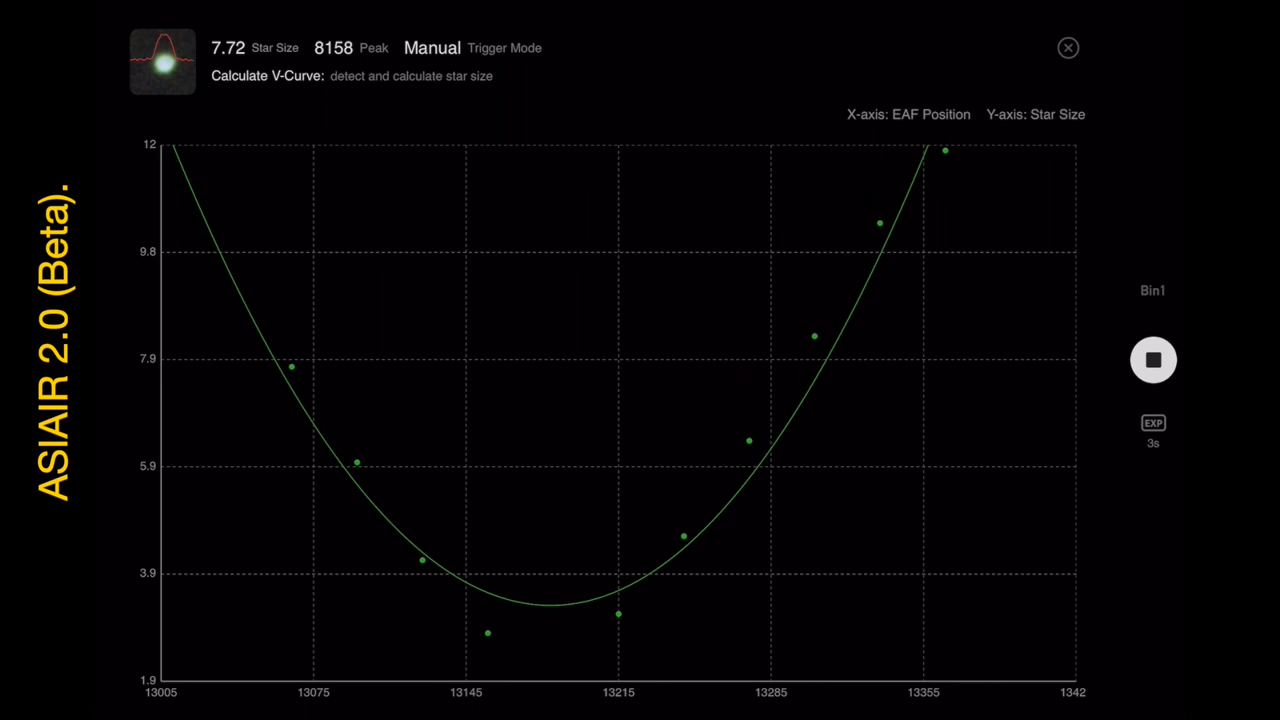 7.72 Star Size 8158 Peak Manual Trigger Mode
Calculate V-Curve: detect and calculate star size
X-axis: EAF Position Y-axis: Star Size
12
9.8
7.9
5.9
3.9
1.9
13005 13075 13145 13215 13285 13355 1342
Bin1
EXP
3s
ASIAIR 2.0 (Beta).